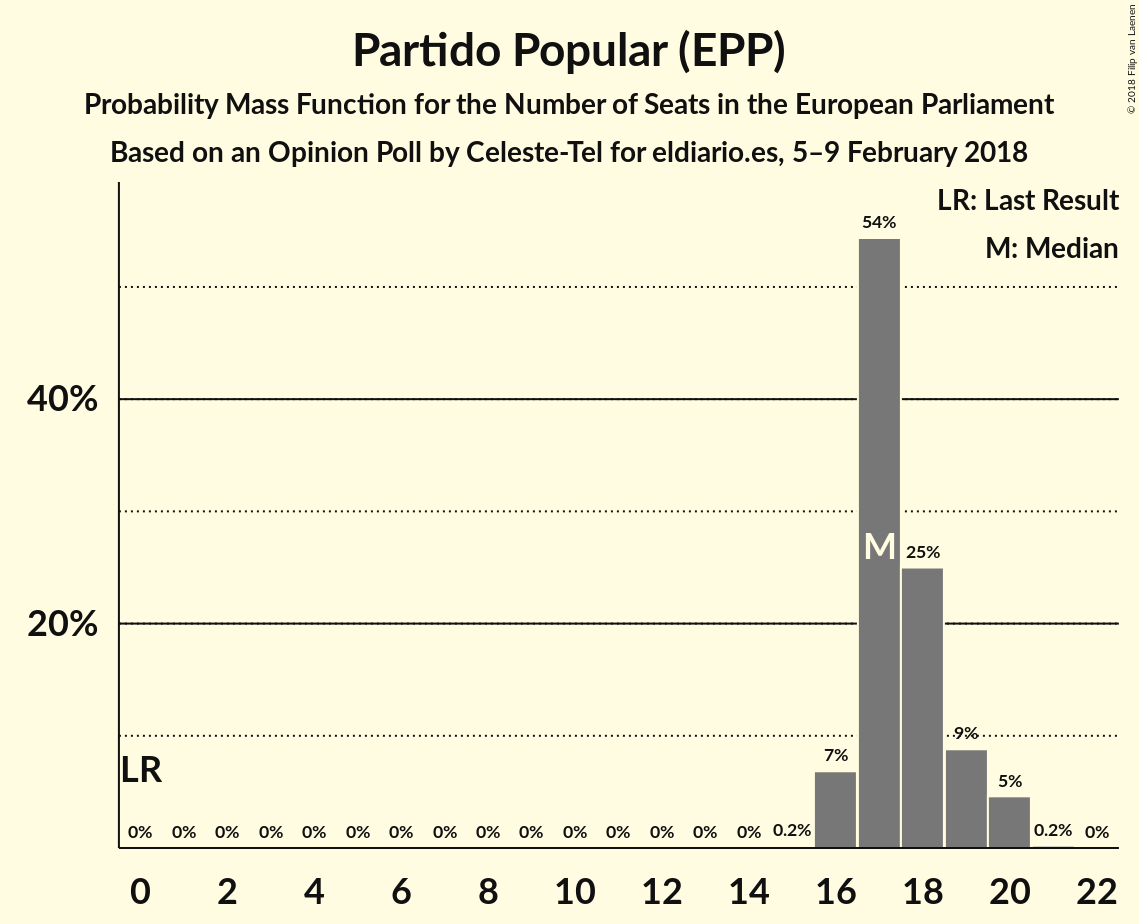 Partido Popular (EPP)
Probability Mass Function for the Number of Seats in the European Parliament
Based on an Opinion Poll by Celeste-Tel for eldiario.es, 5–9 February 2018
© 2018 Filip van Laenen
LR: Last Result
M: Median
54%
40%
M
25%
20%
9%
7%
5%
LR
0% 0% 0% 0% 0% 0% 0% 0% 0% 0% 0% 0% 0% 0% 0% 0.2% 0.2% 0%
0 2 4 6 8 10 12 14 16 18 20 22